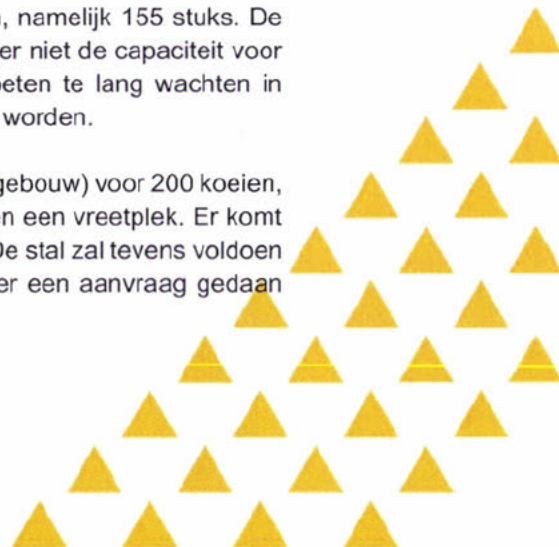 , namelijk 155 stuks. De
er niet de capaciteit voor
eten te lang wachten in
worden.
gebouw) voor 200 koeien,
en een vreetplek. Er komt
De stal zal tevens voldoen
er een aanvraag gedaan